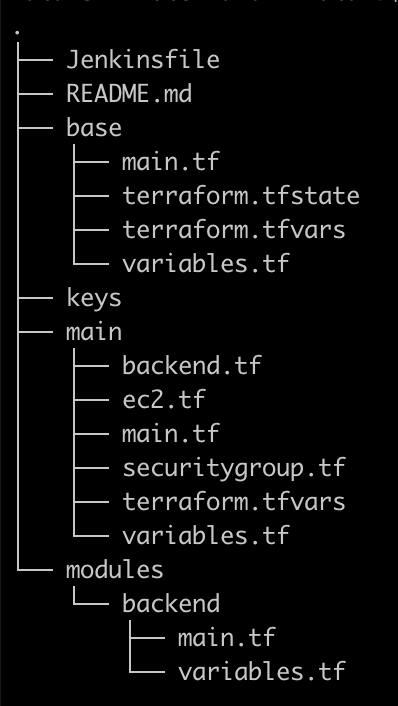 .
├── Jenkinsfile
├── README.md
├── base
│   ├── main.tf
│   ├── terraform.tfstate
│   ├── terraform.tfvars
│   └── variables.tf
├── keys
├── main
│   ├── backend.tf
│   ├── ec2.tf
│   ├── main.tf
│   ├── securitygroup.tf
│   ├── terraform.tfvars
│   └── variables.tf
└── modules
    └── backend
        ├── main.tf
        └── variables.tf